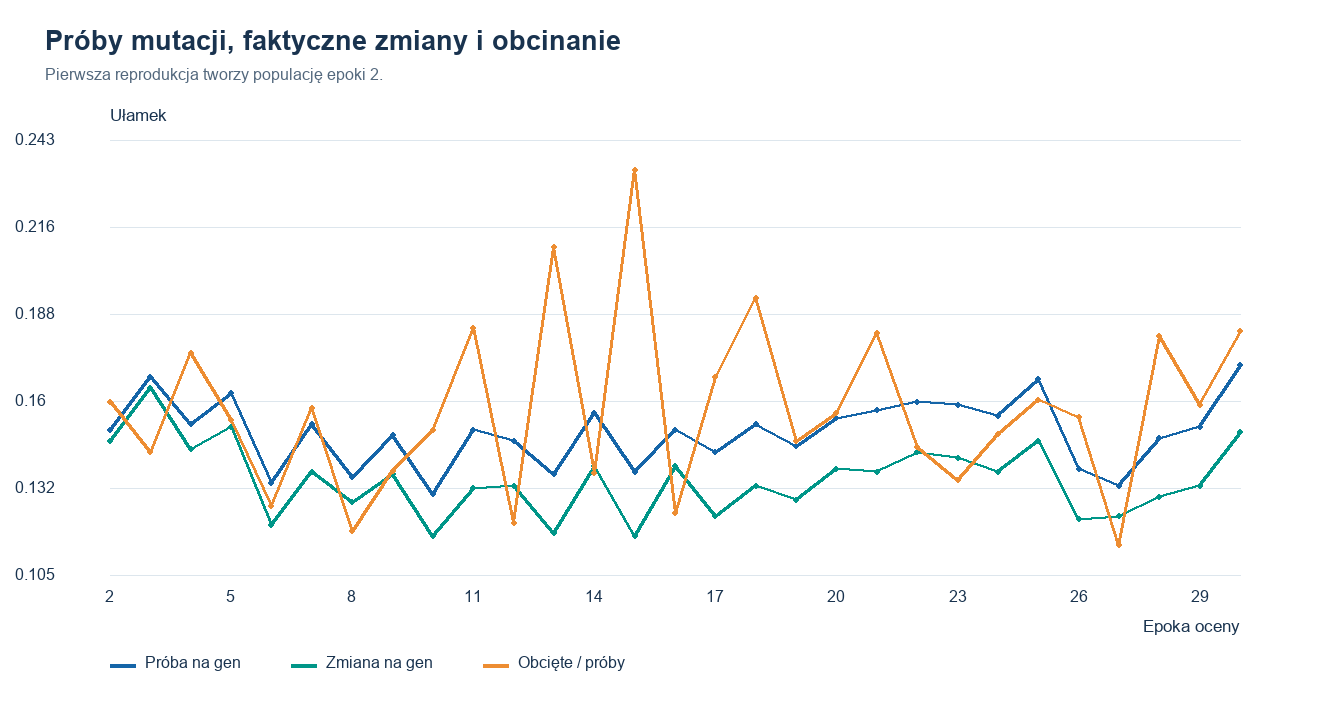 Próby mutacji, faktyczne zmiany i obcinanie
Pierwsza reprodukcja tworzy populację epoki 2.
Ułamek
0.243
0.216
0.188
0.16
0.132
0.105
2 5 8 11 14 17 20 23 26 29
Epoka oceny
Próba na gen Zmiana na gen Obcięte / próby